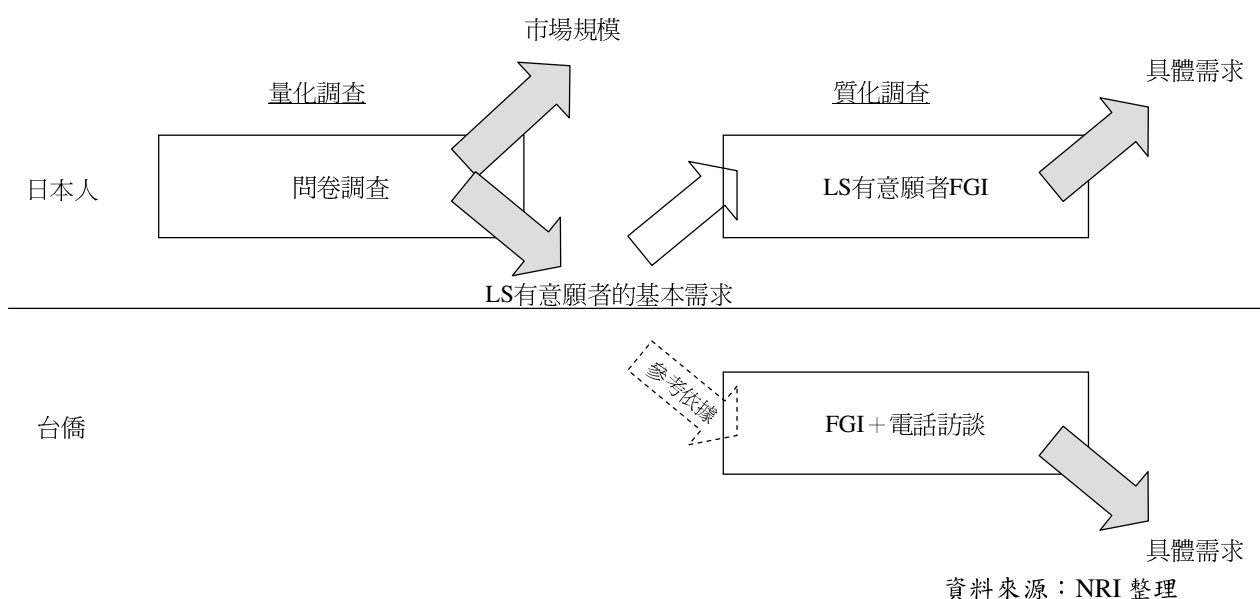 市場規模
具體需求
量化調查
質化調查
日本人
問卷調查
LS有意願者FGI
LS有意願者的基本需求
參考依據
台僑
FGI＋電話訪談
具體需求
資料來源：NRI 整理